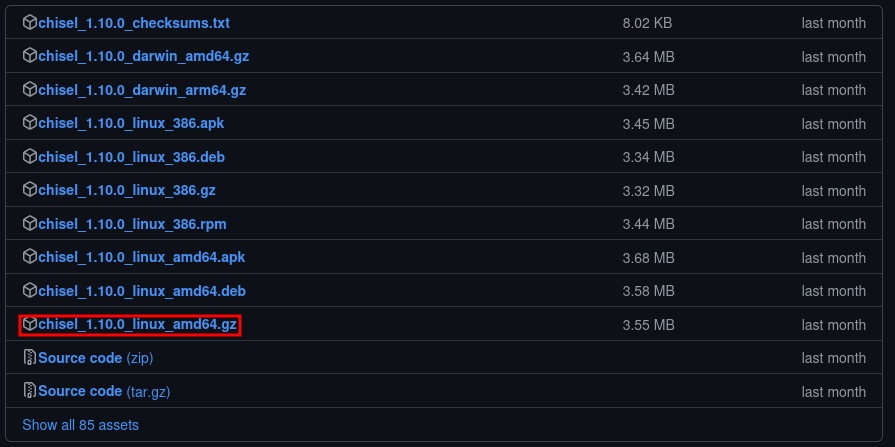 chisel_1.10.0_checksums.txt 8.02 KB last month
chisel_1.10.0_darwin_amd64.gz 3.64 MB last month
chisel_1.10.0_darwin_arm64.gz 3.42 MB last month
chisel_1.10.0_linux_386.apk 3.45 MB last month
chisel_1.10.0_linux_386.deb 3.34 MB last month
chisel_1.10.0_linux_386.gz 3.32 MB last month
chisel_1.10.0_linux_386.rpm 3.44 MB last month
chisel_1.10.0_linux_amd64.apk 3.68 MB last month
chisel_1.10.0_linux_amd64.deb 3.58 MB last month
chisel_1.10.0_linux_amd64.gz 3.55 MB last month
Source code (zip) last month
Source code (tar.gz) last month
Show all 85 assets